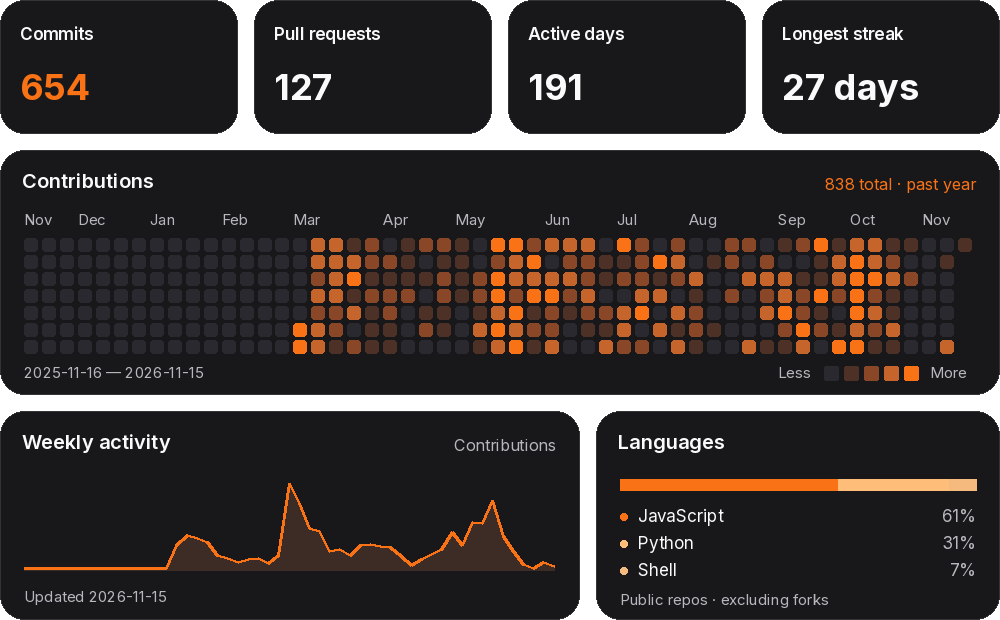 Commits
654
Pull requests
127
Active days
191
Longest streak
27 days
Contributions
838 total · past year
Nov Dec Jan Feb Mar Apr May Jun Jul Aug Sep Oct Nov
2025-11-16 — 2026-11-15
Less More
Weekly activity
Contributions
Updated 2026-11-15
Languages
JavaScript 61%
Python 31%
Shell 7%
Public repos · excluding forks